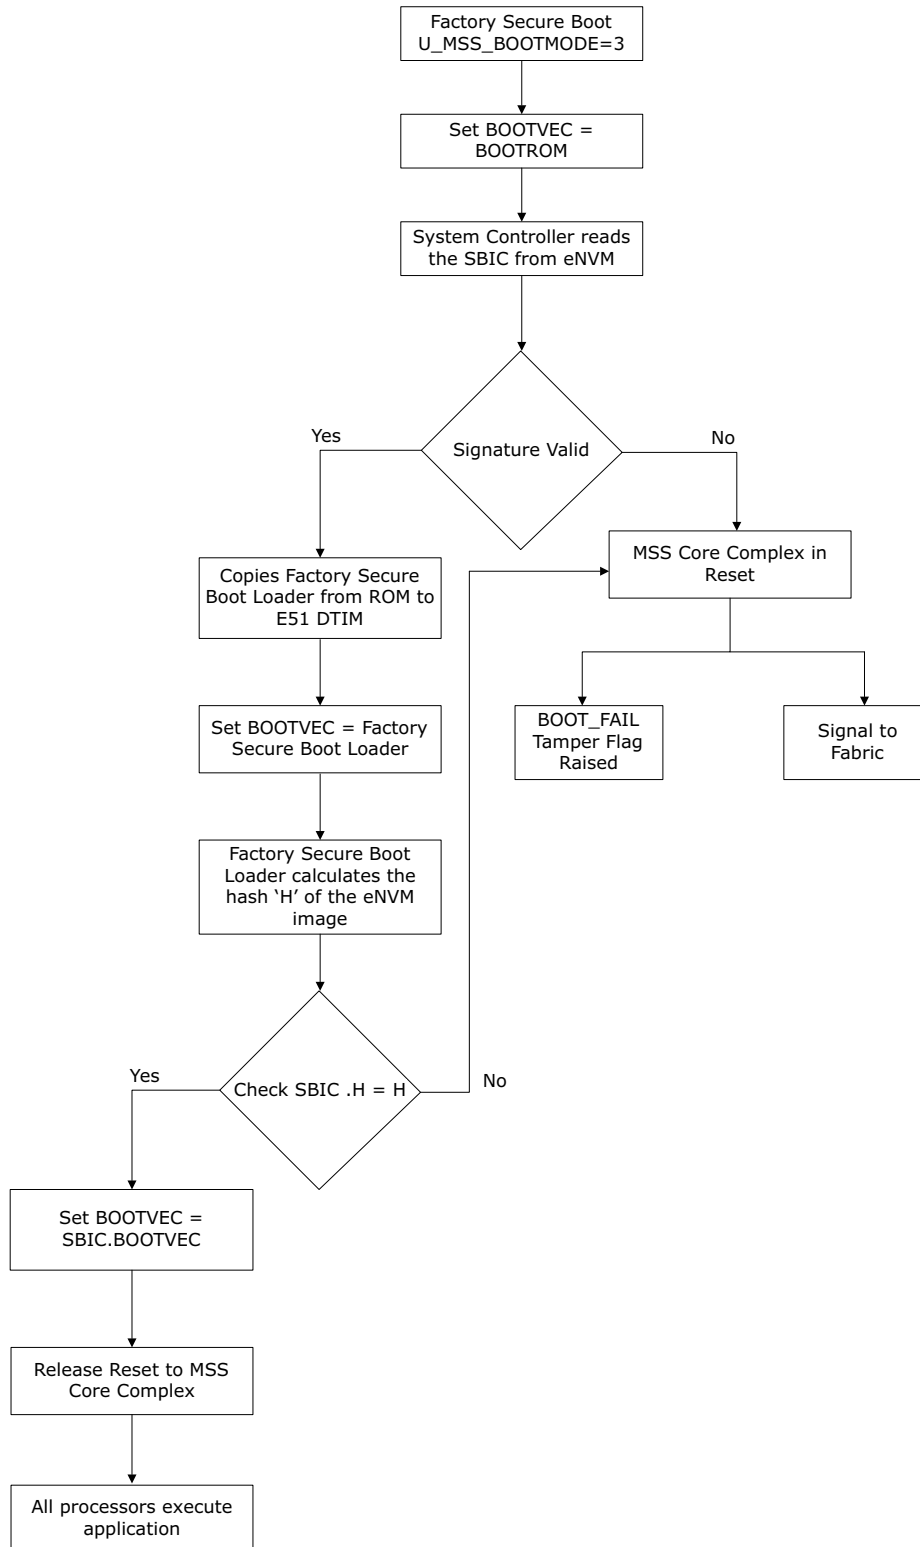 Factory Secure Boot
U_MSS_BOOTMODE=3
Set BOOTVEC =
BOOTROM
System Controller reads
the SBIC from eNVM
Signature Valid
Yes
No
Copies Factory Secure
Boot Loader from ROM to
E51 DTIM
MSS Core Complex in
Reset
Set BOOTVEC = Factory
Secure Boot Loader
BOOT_FAIL
Tamper Flag
Raised
Signal to
Fabric
Factory Secure Boot
Loader calculates the
hash ‘H’ of the eNVM
image
Check SBIC .H = H
Yes
No
Set BOOTVEC =
SBIC.BOOTVEC
Release Reset to MSS
Core Complex
All processors execute
application